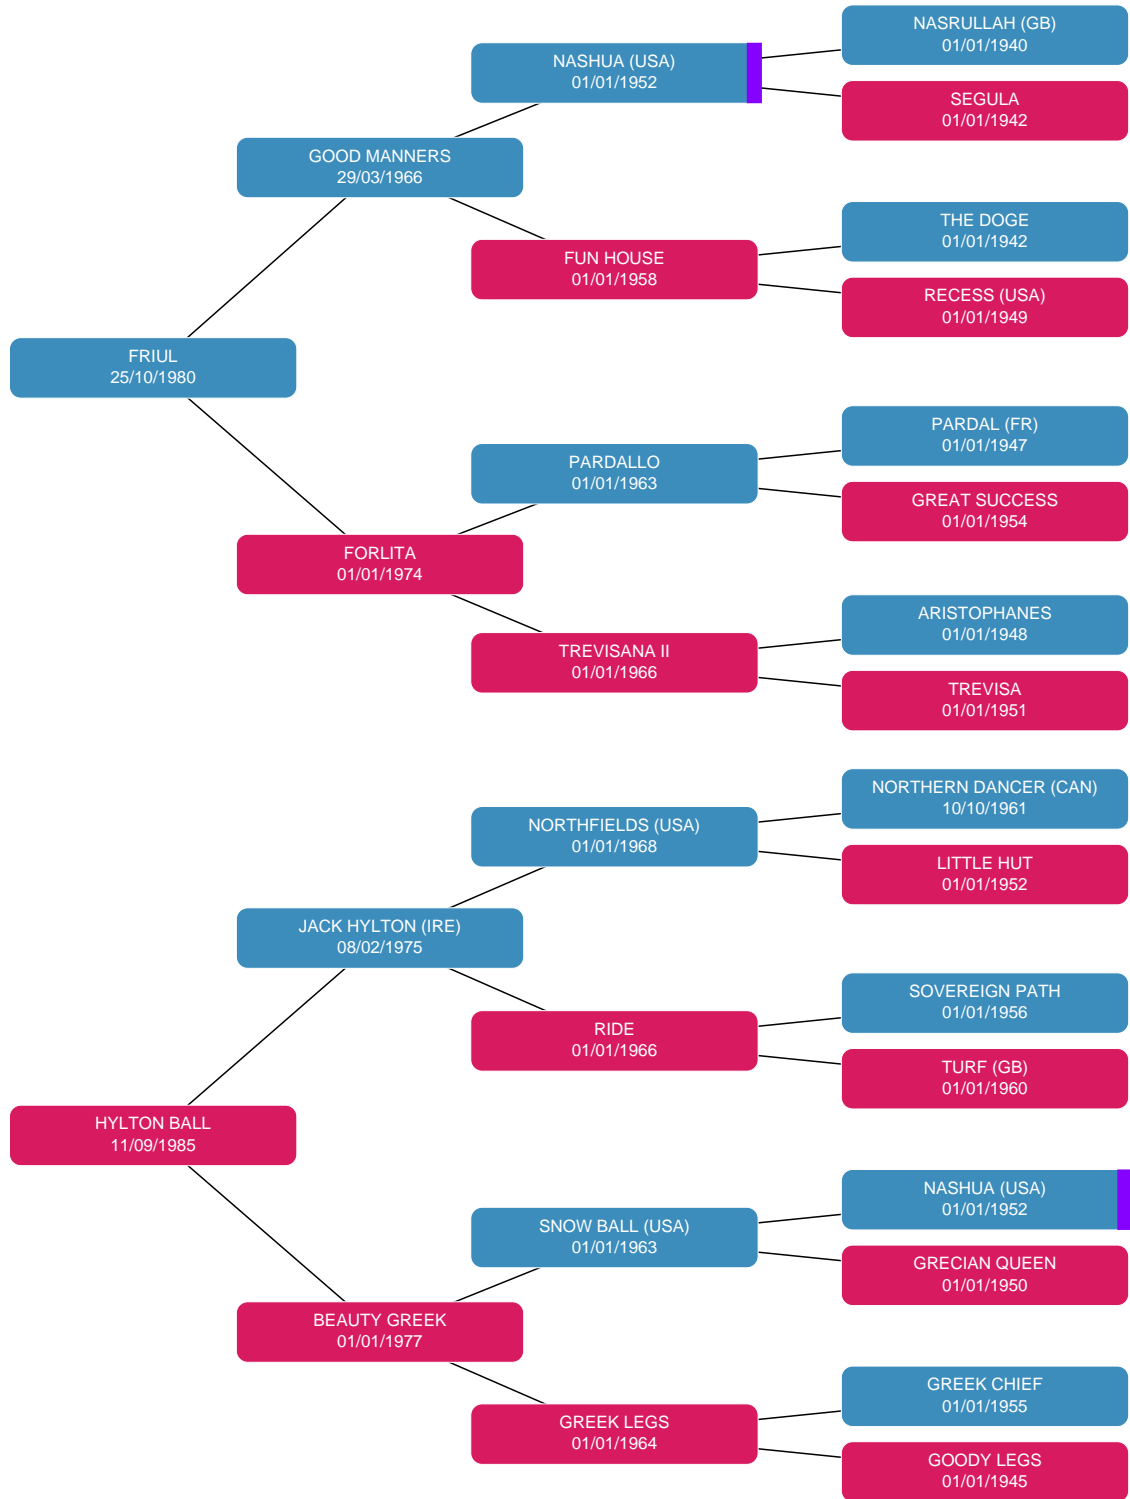 NASRULLAH (GB)
01/01/1940
NASHUA (USA)
01/01/1952
SEGULA
01/01/1942
GOOD MANNERS
29/03/1966
THE DOGE
01/01/1942
FUN HOUSE
01/01/1958
RECESS (USA)
01/01/1949
FRIUL
25/10/1980
PARDAL (FR)
01/01/1947
PARDALLO
01/01/1963
GREAT SUCCESS
01/01/1954
FORLITA
01/01/1974
ARISTOPHANES
01/01/1948
TREVISANA II
01/01/1966
TREVISA
01/01/1951
NORTHERN DANCER (CAN)
10/10/1961
NORTHFIELDS (USA)
01/01/1968
LITTLE HUT
01/01/1952
JACK HYLTON (IRE)
08/02/1975
SOVEREIGN PATH
01/01/1956
RIDE
01/01/1966
TURF (GB)
01/01/1960
HYLTON BALL
11/09/1985
NASHUA (USA)
01/01/1952
SNOW BALL (USA)
01/01/1963
GRECIAN QUEEN
01/01/1950
BEAUTY GREEK
01/01/1977
GREEK CHIEF
01/01/1955
GREEK LEGS
01/01/1964
GOODY LEGS
01/01/1945